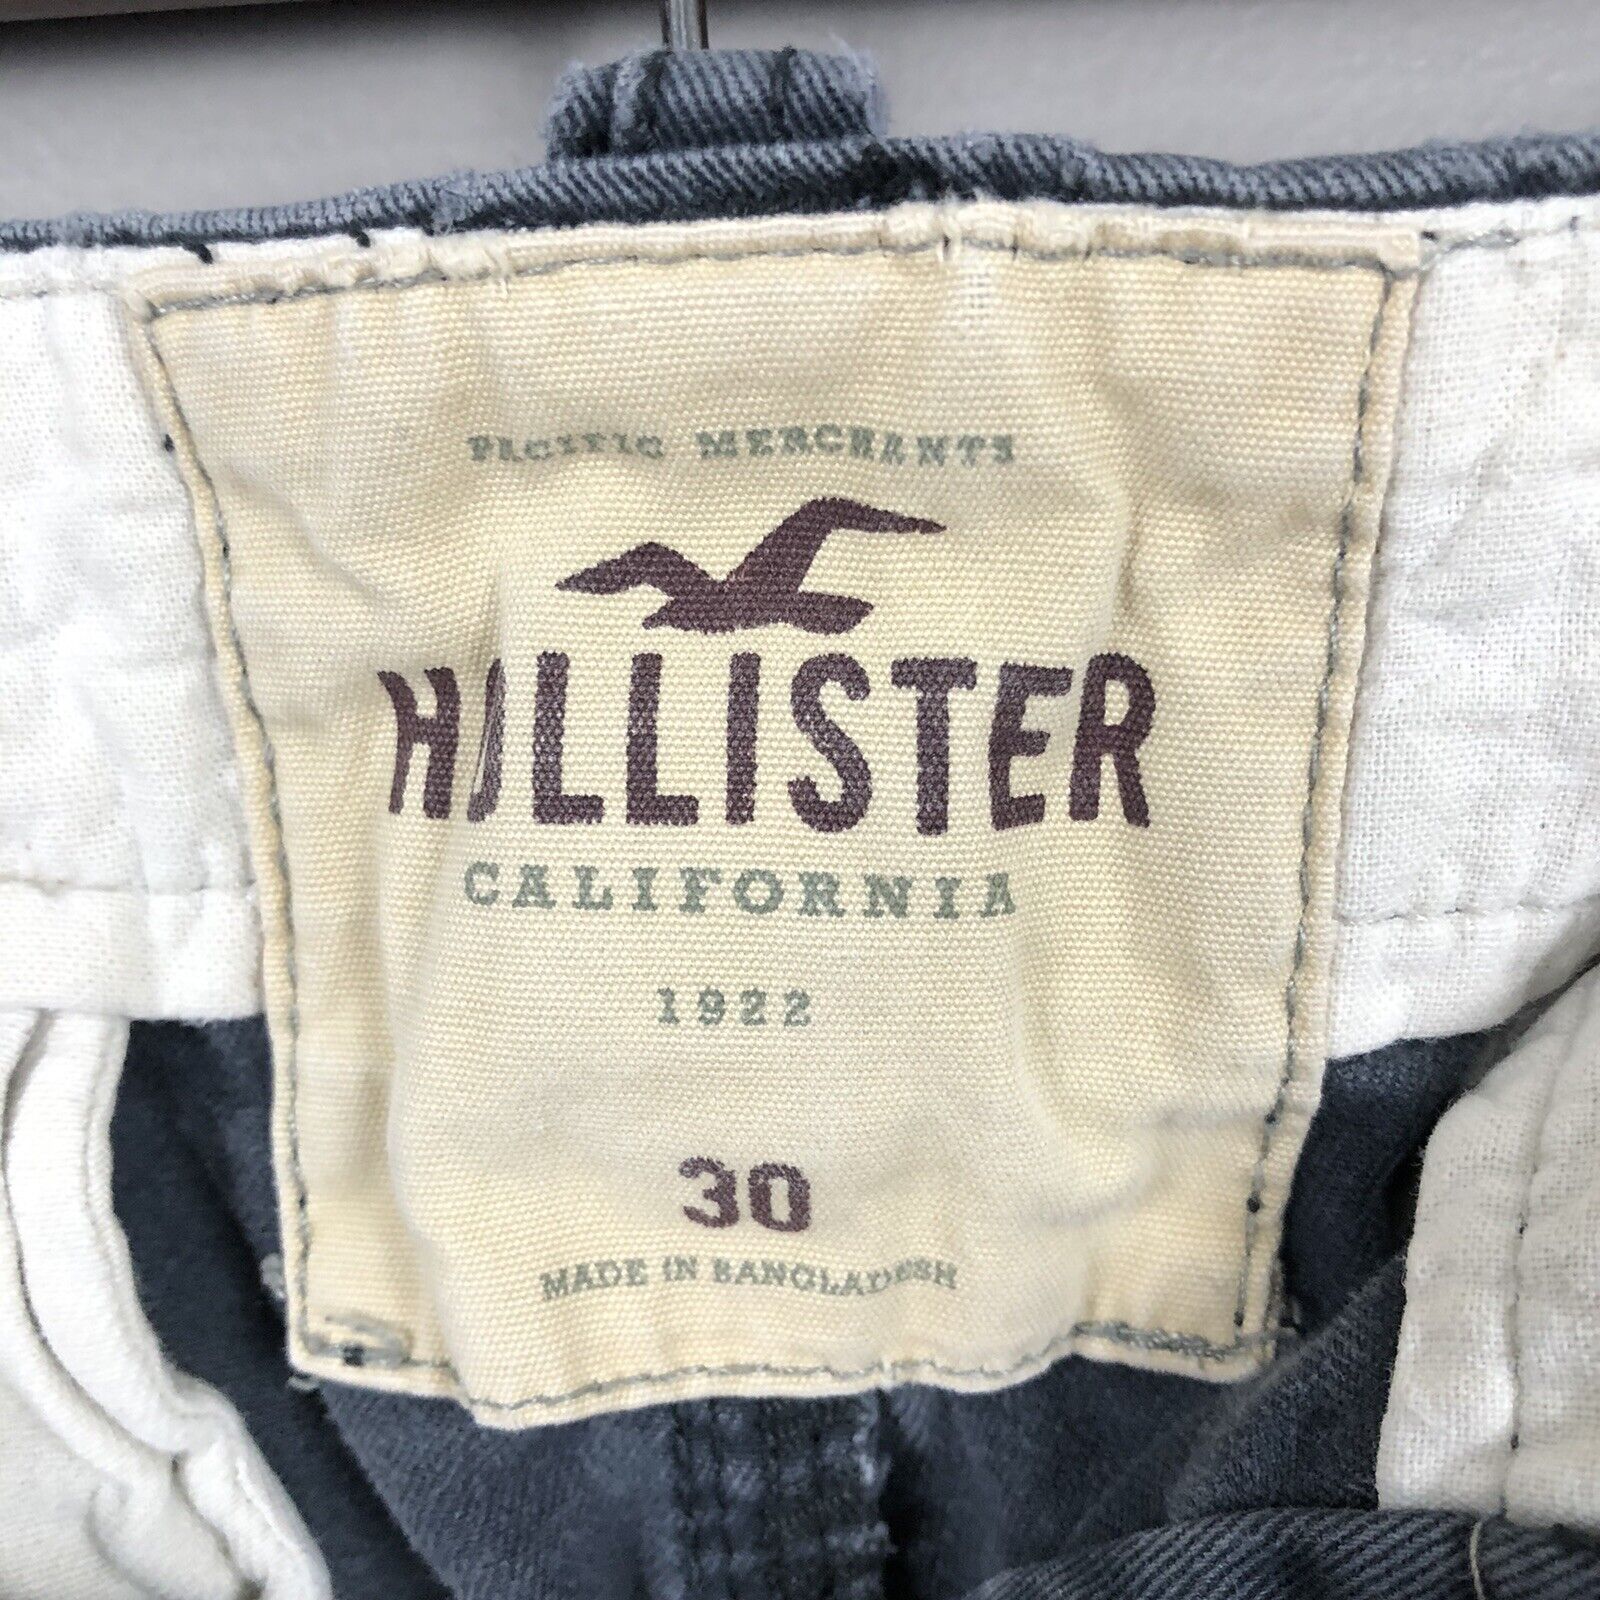 PACIFIC MERCHANTS
HOLLISTER
CALIFORNIA
1922
30
MADE IN BANGLADESH